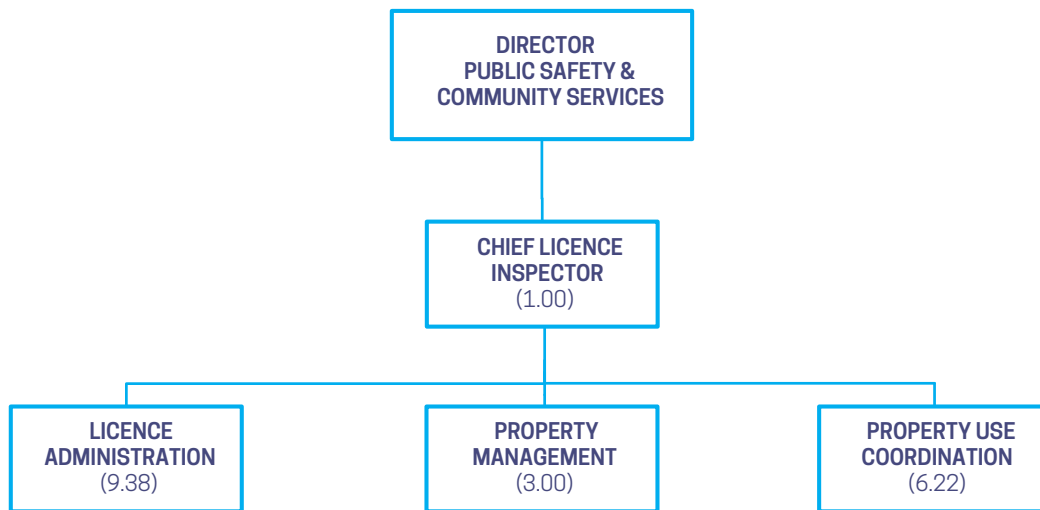 DIRECTOR
PUBLIC SAFETY &
COMMUNITY SERVICES
CHIEF LICENCE
INSPECTOR
(1.00)
LICENCE
ADMINISTRATION
(9.38)
PROPERTY
MANAGEMENT
(3.00)
PROPERTY USE
COORDINATION
(6.22)